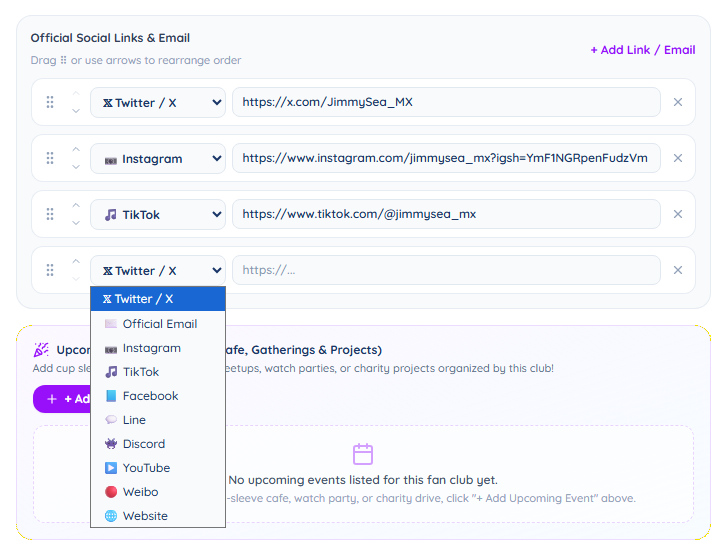 Official Social Links & Email
Drag ⠿ or use arrows to rearrange order
+ Add Link / Email
𝕏 Twitter / X
https://x.com/JimmySea_MX
Instagram
https://www.instagram.com/jimmysea_mx?igsh=YmF1NGRpenFudzVm
TikTok
https://www.tiktok.com/@jimmysea_mx
𝕏 Twitter / X
https://...
𝕏 Twitter / X
Official Email
Instagram
TikTok
Facebook
Line
Discord
YouTube
Weibo
Website
afe, Gatherings & Projects)
Add cup sle
eetups, watch parties, or charity projects organized by this club!
+ Ad
No upcoming events listed for this fan club yet.
-sleeve cafe, watch party, or charity drive, click "+ Add Upcoming Event" above.